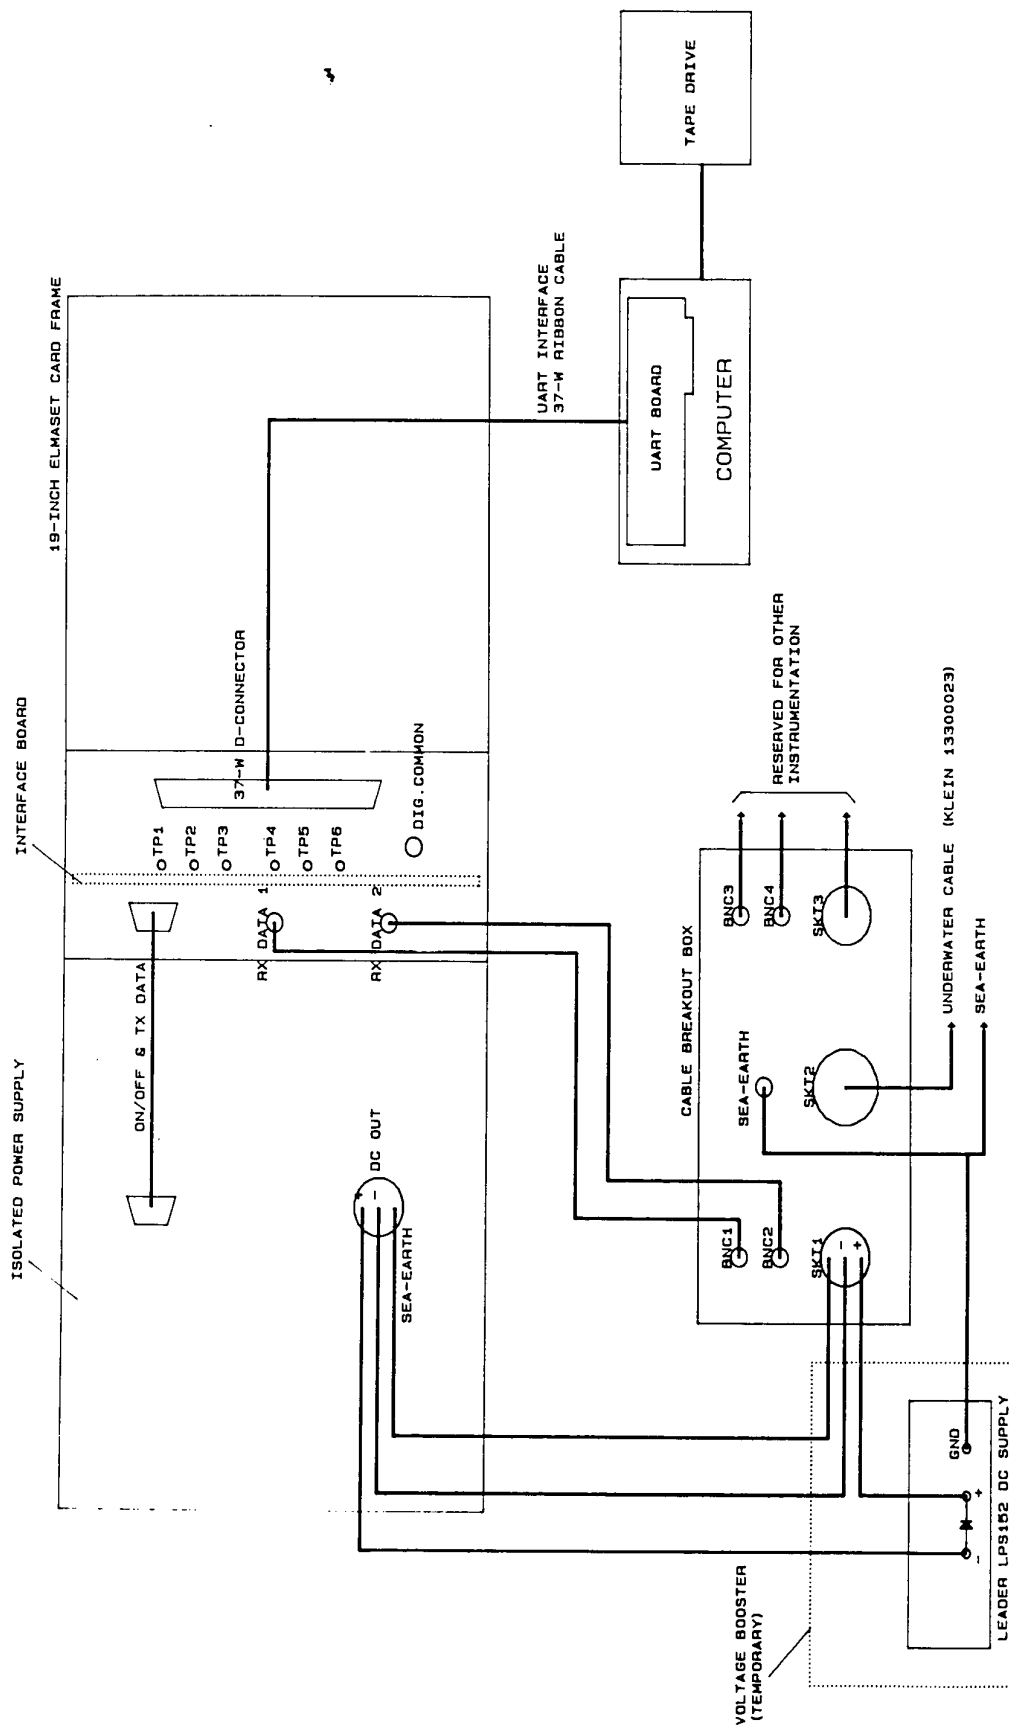 ISOLATED POWER SUPPLY
INTERFACE BOARD
19-INCH ELMASET CARD FRAME
ON/OFF & TX DATA
TP1
TP2
TP3
TP4
TP5
TP6
37-W D-CONNECTOR
RX DATA 1
RX DATA 2
DIG.COMMON
+
-
DC OUT
SEA-EARTH
UART INTERFACE
37-W RIBBON CABLE
UART BOARD
COMPUTER
TAPE DRIVE
CABLE BREAKOUT BOX
BNC1
BNC2
SKT1
-
+
SEA-EARTH
SKT2
BNC3
BNC4
SKT3
RESERVED FOR OTHER
INSTRUMENTATION
UNDERWATER CABLE (KLEIN 13300023)
SEA-EARTH
VOLTAGE BOOSTER
(TEMPORARY)
GND
-
+
LEADER LPS152 DC SUPPLY